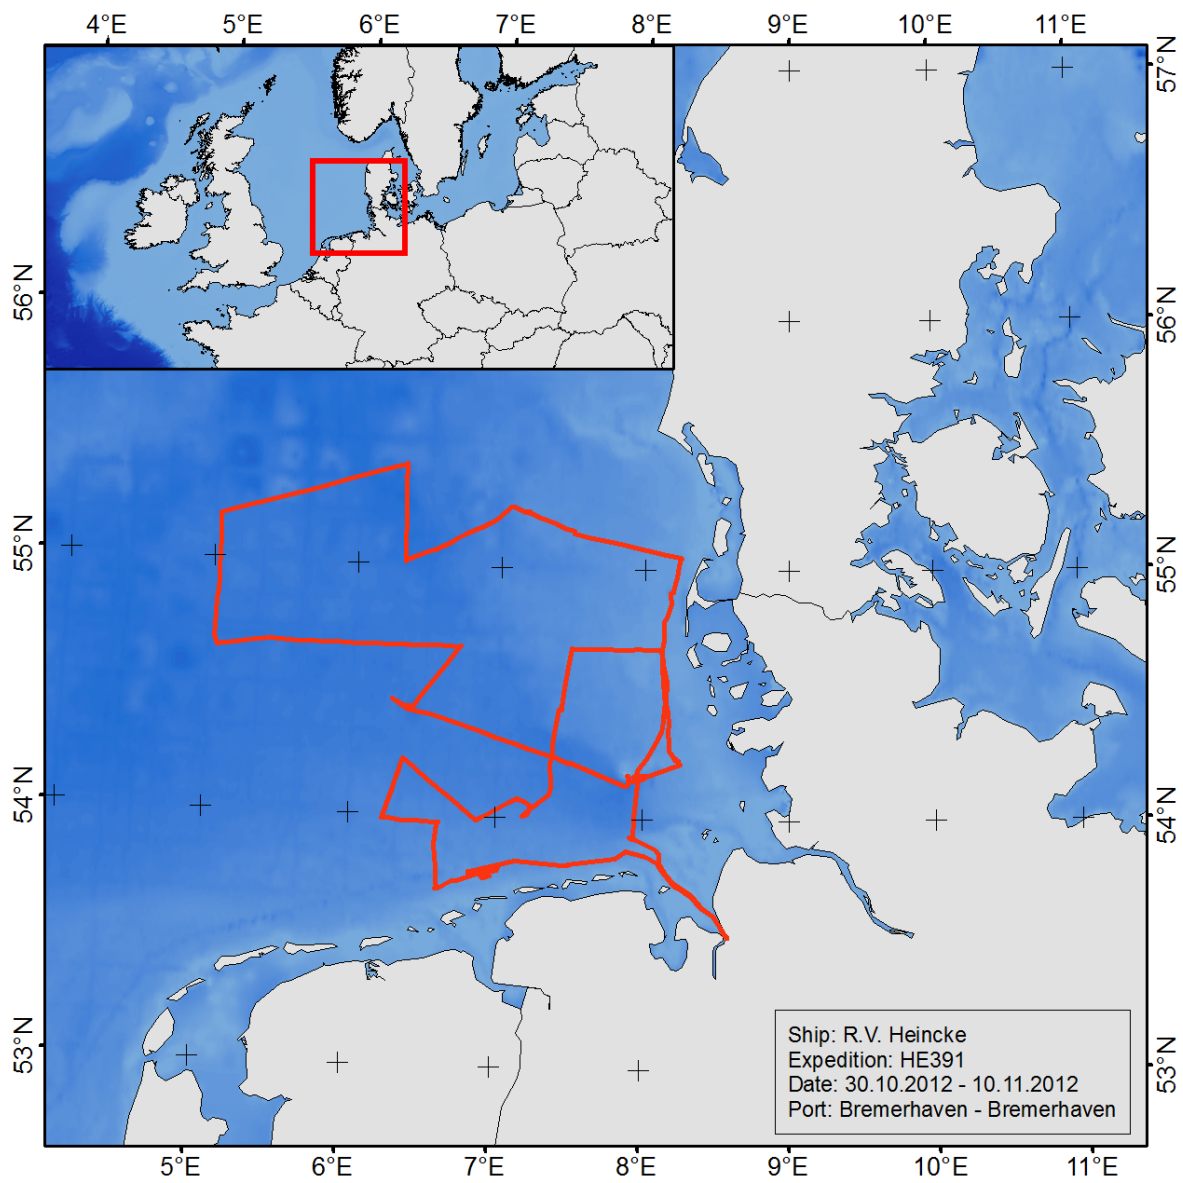 4°E 5°E 6°E 7°E 8°E 9°E 10°E 11°E
57°N
56°N
56°N
55°N
55°N
54°N
54°N
53°N
53°N
Ship: R.V. Heincke
Expedition: HE391
Date: 30.10.2012 - 10.11.2012
Port: Bremerhaven - Bremerhaven
5°E 6°E 7°E 8°E 9°E 10°E 11°E